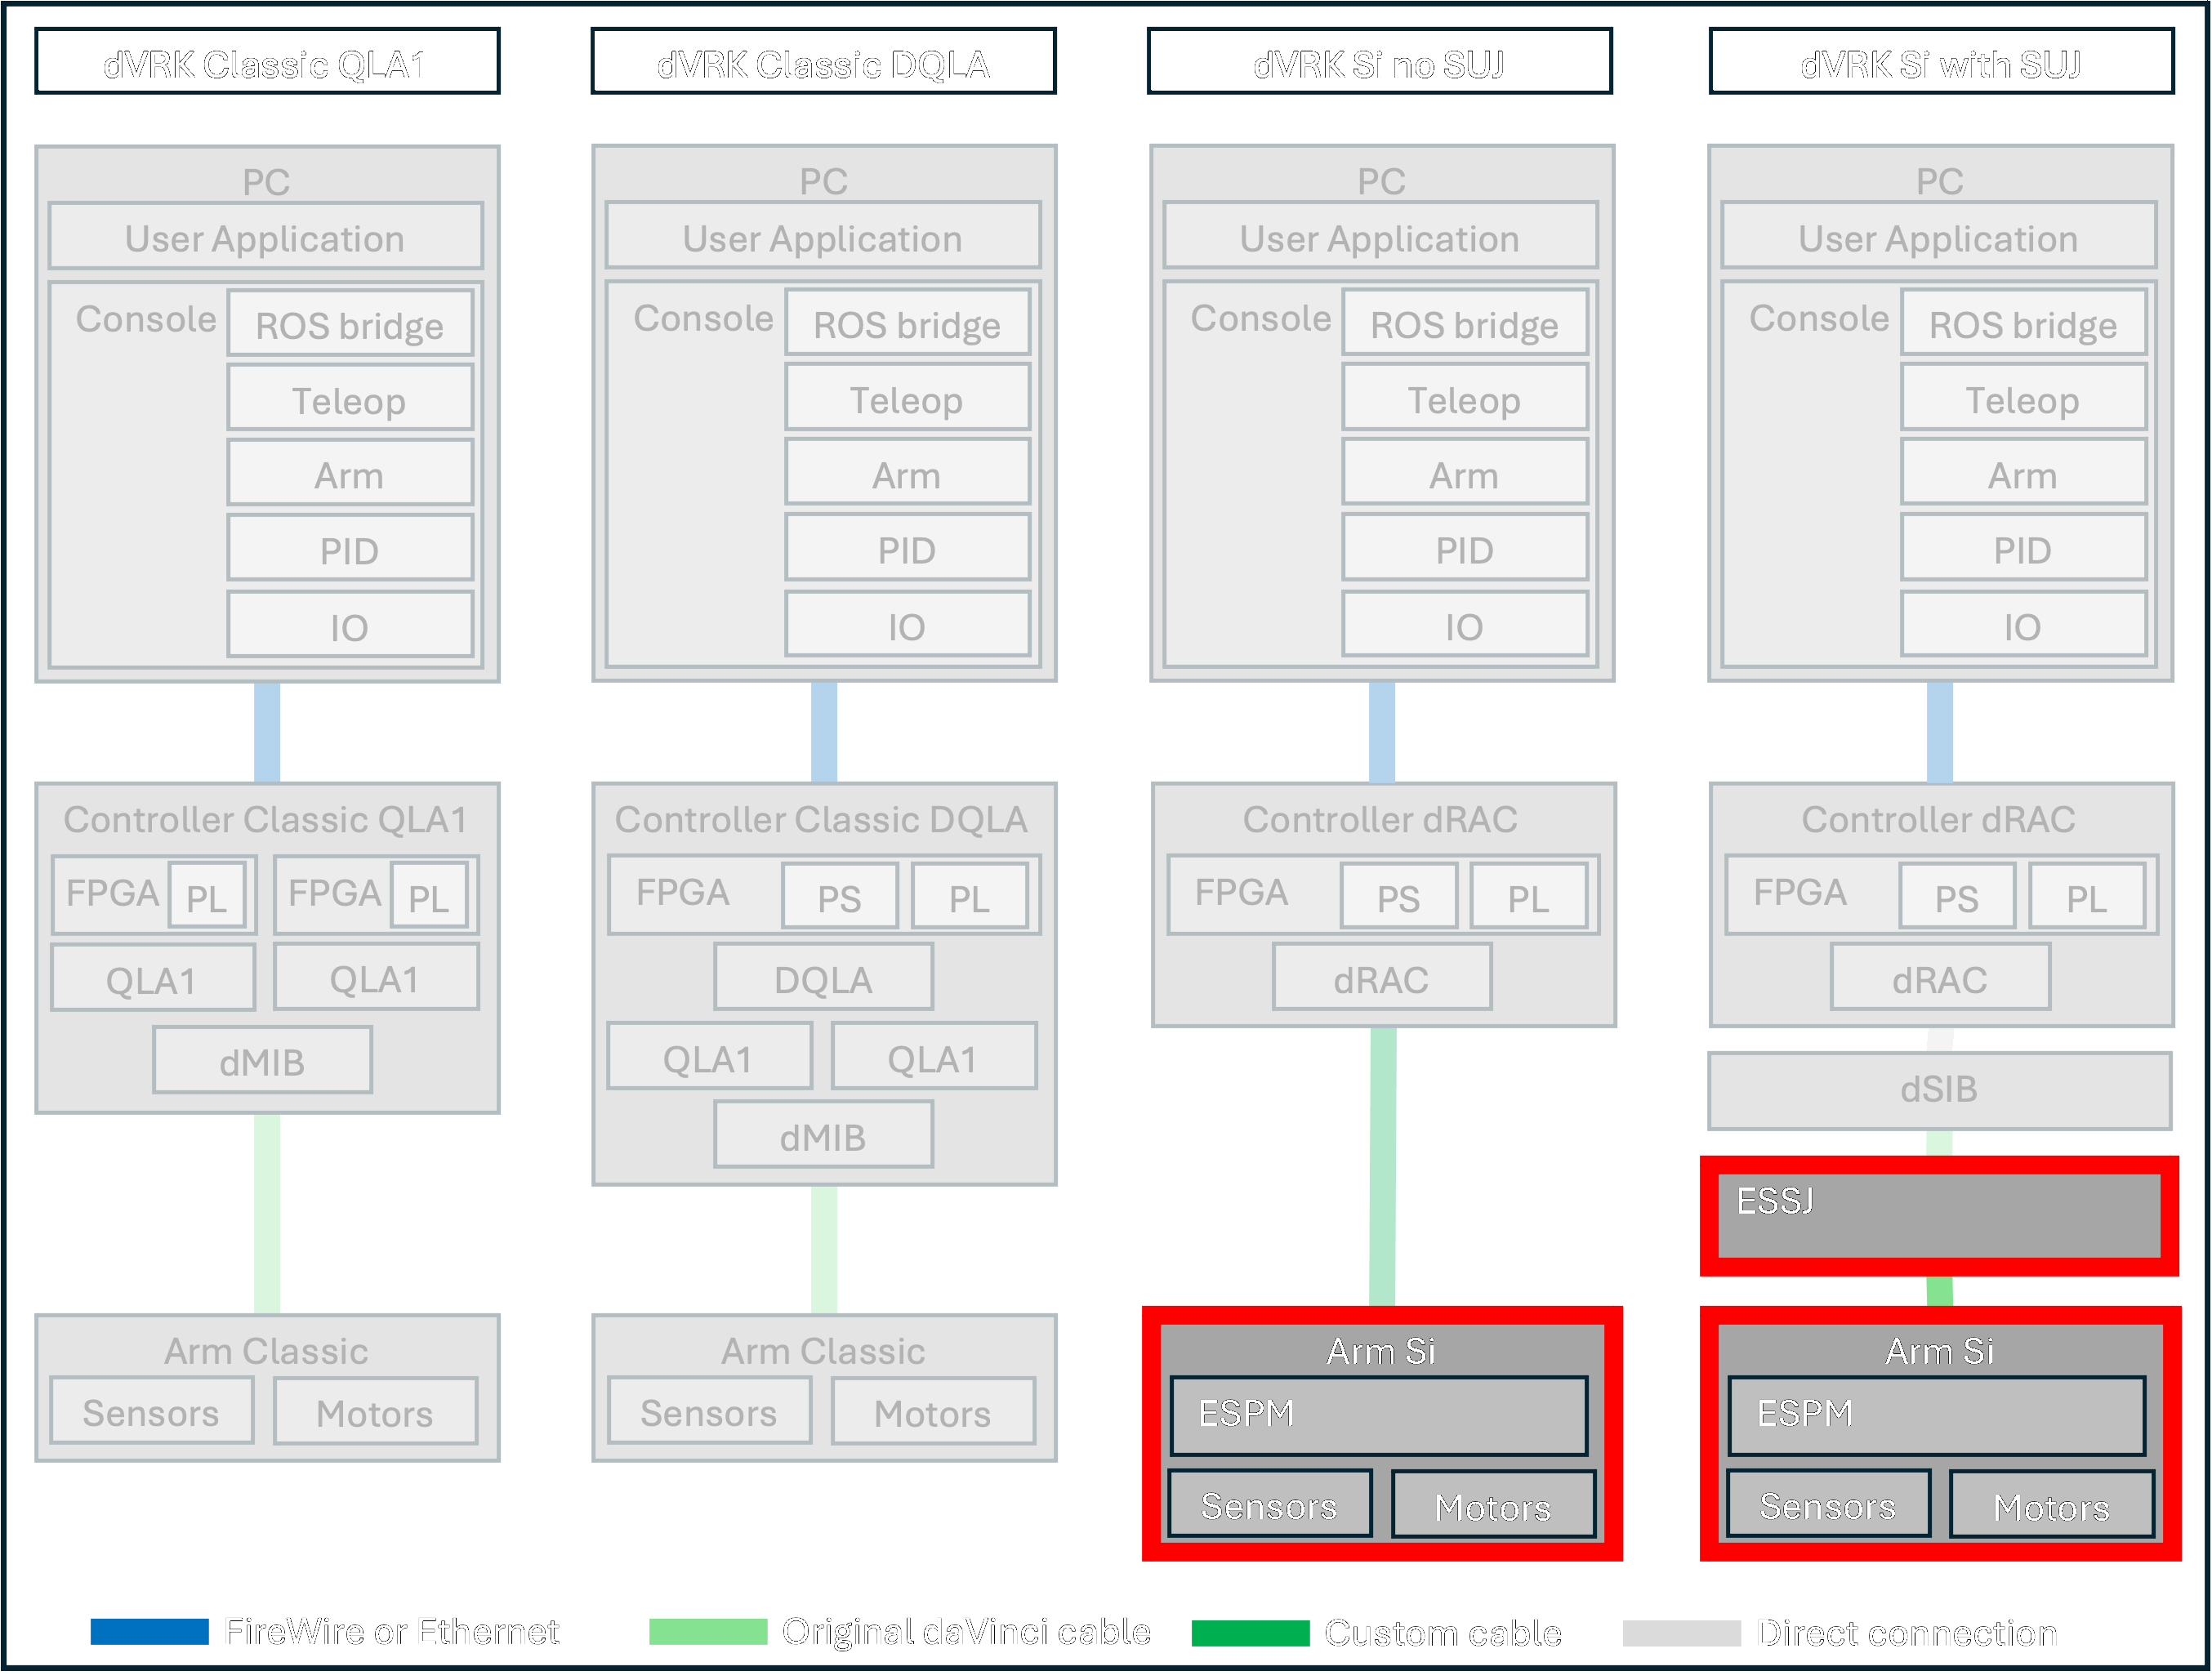 dVRK Classic QLA1
dVRK Classic DQLA
dVRK Si no SUJ
dVRK Si with SUJ
PC
User Application
Console
ROS bridge
Teleop
Arm
PID
IO
PC
User Application
Console
ROS bridge
Teleop
Arm
PID
IO
PC
User Application
Console
ROS bridge
Teleop
Arm
PID
IO
PC
User Application
Console
ROS bridge
Teleop
Arm
PID
IO
Controller Classic QLA1
FPGA
PL
FPGA
PL
QLA1
QLA1
dMIB
Controller Classic DQLA
FPGA
PS
PL
DQLA
QLA1
QLA1
dMIB
Controller dRAC
FPGA
PS
PL
dRAC
Controller dRAC
FPGA
PS
PL
dRAC
dSIB
ESSJ
Arm Classic
Sensors
Motors
Arm Classic
Sensors
Motors
Arm Si
ESPM
Sensors
Motors
Arm Si
ESPM
Sensors
Motors
FireWire or Ethernet
Original daVinci cable
Custom cable
Direct connection